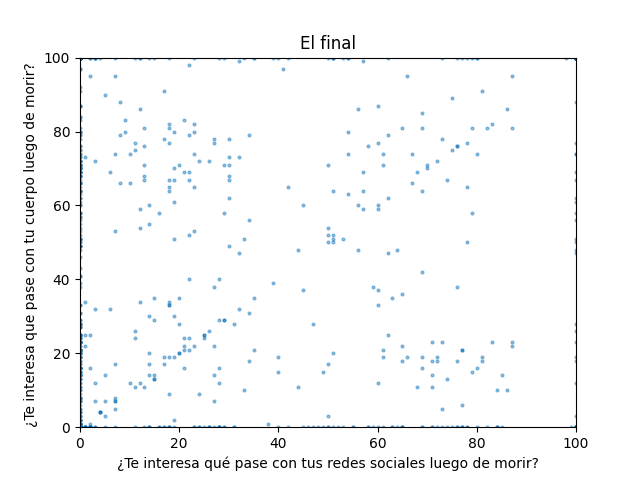 El final
¿Te interesa que pase con tu cuerpo luego de morir?
100
80
60
40
20
0
0 20 40 60 80 100
¿Te interesa qué pase con tus redes sociales luego de morir?